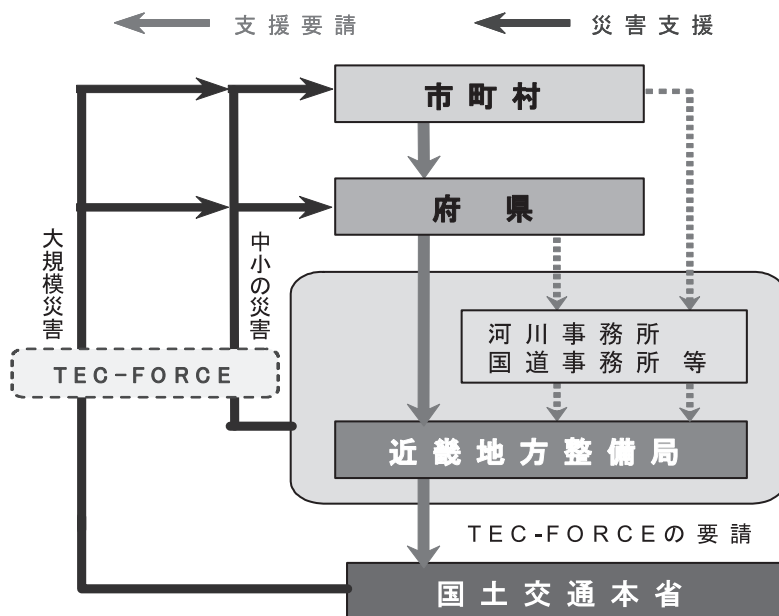 支援要請
災害支援
市町村
府県
大規模災害
中小の災害
TEC-FORCE
河川事務所
国道事務所 等
近畿地方整備局
TEC-FORCEの要請
国土交通本省